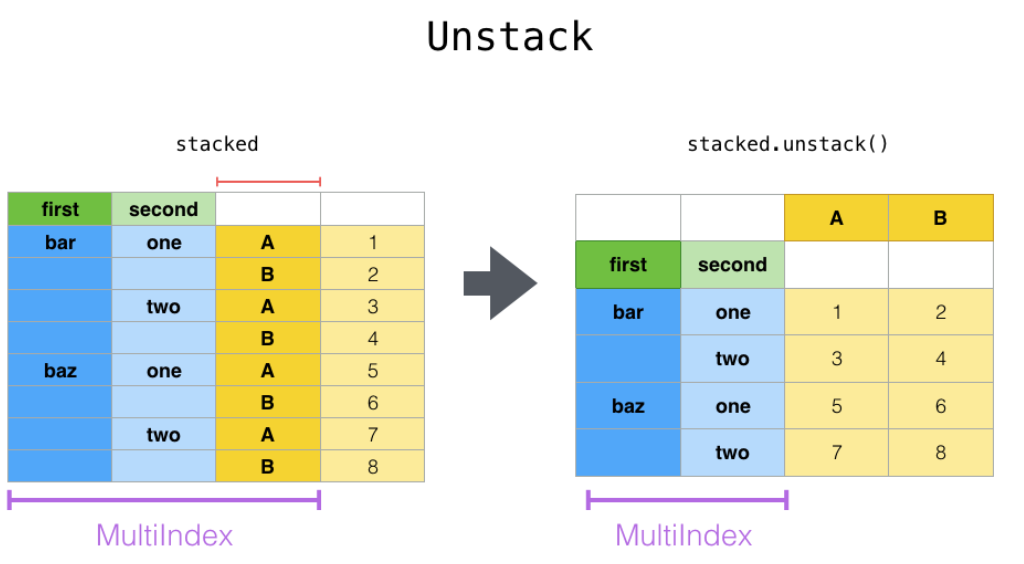 Unstack
stacked
first second
bar one A 1
B 2
two A 3
B 4
baz one A 5
B 6
two A 7
B 8
MultiIndex
stacked.unstack()
A B
first second
bar one 1 2
two 3 4
baz one 5 6
two 7 8
MultiIndex